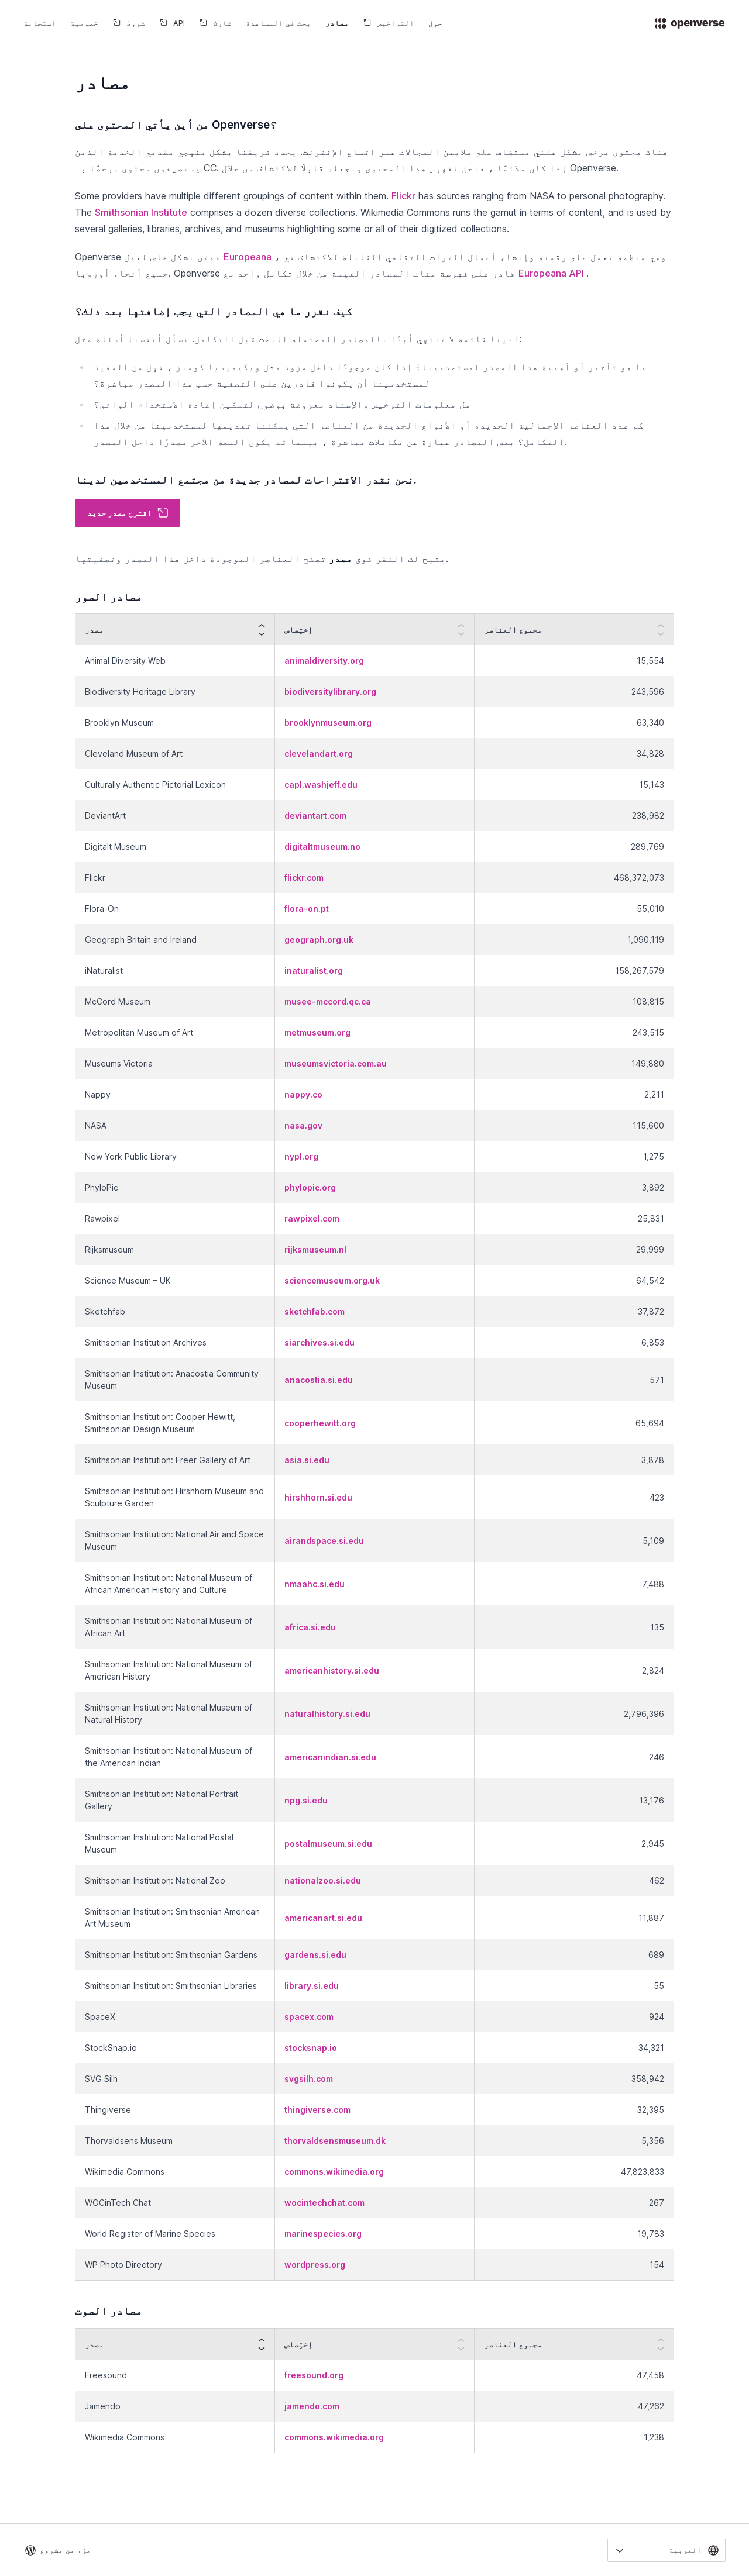 openverse
حول
التراخيص
مصادر
بحث في المساعدة
شارك
API
شروط
خصوصية
استجابة
مصادر
من أين يأتي المحتوى على Openverse؟
هناك محتوى مرخص بشكل علني مستضاف على ملايين المجالات عبر اتساع الإنترنت. يحدد فريقنا بشكل منهجي مقدمي الخدمة الذين
يستضيفون محتوى مرخصًا بـ CC. إذا كان ملائمًا ، فنحن نفهرس هذا المحتوى ونجعله قابلاً للاكتشاف من خلال Openverse.
Some providers have multiple different groupings of content within them. Flickr has sources ranging from NASA to personal photography.
The Smithsonian Institute comprises a dozen diverse collections. Wikimedia Commons runs the gamut in terms of content, and is used by
several galleries, libraries, archives, and museums highlighting some or all of their digitized collections.
Openverse ممتن بشكل خاص لعمل Europeana ، وهي منظمة تعمل على رقمنة وإنشاء أعمال التراث الثقافي القابلة للاكتشاف في
جميع أنحاء أوروبا. Openverse قادر على فهرسة مئات المصادر القيمة من خلال تكامل واحد مع Europeana API .
كيف نقرر ما هي المصادر التي يجب إضافتها بعد ذلك؟
لدينا قائمة لا تنتهي أبدًا بالمصادر المحتملة للبحث قبل التكامل. نسأل أنفسنا أسئلة مثل:
ما هو تأثير أو أهمية هذا المصدر لمستخدمينا؟ إذا كان موجودًا داخل مزود مثل ويكيميديا كومنز ، فهل من المفيد
لمستخدمينا أن يكونوا قادرين على التصفية حسب هذا المصدر مباشرة؟
هل معلومات الترخيص والإسناد معروضة بوضوح لتمكين إعادة الاستخدام الواثق؟
كم عدد العناصر الإجمالية الجديدة أو الأنواع الجديدة من العناصر التي يمكننا تقديمها لمستخدمينا من خلال هذا
التكامل؟ بعض المصادر عبارة عن تكاملات مباشرة ، بينما قد يكون البعض الآخر مصدرًا داخل المصدر.
نحن نقدر الاقتراحات لمصادر جديدة من مجتمع المستخدمين لدينا.
اقترح مصدر جديد
يتيح لك النقر فوق مصدر تصفح العناصر الموجودة داخل هذا المصدر وتصفيتها.
مصادر الصور
مصدر	إختِصاص	مجموع العناصر
Animal Diversity Web	animaldiversity.org	15,554
Biodiversity Heritage Library	biodiversitylibrary.org	243,596
Brooklyn Museum	brooklynmuseum.org	63,340
Cleveland Museum of Art	clevelandart.org	34,828
Culturally Authentic Pictorial Lexicon	capl.washjeff.edu	15,143
DeviantArt	deviantart.com	238,982
Digitalt Museum	digitaltmuseum.no	289,769
Flickr	flickr.com	468,372,073
Flora-On	flora-on.pt	55,010
Geograph Britain and Ireland	geograph.org.uk	1,090,119
iNaturalist	inaturalist.org	158,267,579
McCord Museum	musee-mccord.qc.ca	108,815
Metropolitan Museum of Art	metmuseum.org	243,515
Museums Victoria	museumsvictoria.com.au	149,880
Nappy	nappy.co	2,211
NASA	nasa.gov	115,600
New York Public Library	nypl.org	1,275
PhyloPic	phylopic.org	3,892
Rawpixel	rawpixel.com	25,831
Rijksmuseum	rijksmuseum.nl	29,999
Science Museum – UK	sciencemuseum.org.uk	64,542
Sketchfab	sketchfab.com	37,872
Smithsonian Institution Archives	siarchives.si.edu	6,853
Smithsonian Institution: Anacostia Community
Museum	anacostia.si.edu	571
Smithsonian Institution: Cooper Hewitt,
Smithsonian Design Museum	cooperhewitt.org	65,694
Smithsonian Institution: Freer Gallery of Art	asia.si.edu	3,878
Smithsonian Institution: Hirshhorn Museum and
Sculpture Garden	hirshhorn.si.edu	423
Smithsonian Institution: National Air and Space
Museum	airandspace.si.edu	5,109
Smithsonian Institution: National Museum of
African American History and Culture	nmaahc.si.edu	7,488
Smithsonian Institution: National Museum of
African Art	africa.si.edu	135
Smithsonian Institution: National Museum of
American History	americanhistory.si.edu	2,824
Smithsonian Institution: National Museum of
Natural History	naturalhistory.si.edu	2,796,396
Smithsonian Institution: National Museum of
the American Indian	americanindian.si.edu	246
Smithsonian Institution: National Portrait
Gallery	npg.si.edu	13,176
Smithsonian Institution: National Postal
Museum	postalmuseum.si.edu	2,945
Smithsonian Institution: National Zoo	nationalzoo.si.edu	462
Smithsonian Institution: Smithsonian American
Art Museum	americanart.si.edu	11,887
Smithsonian Institution: Smithsonian Gardens	gardens.si.edu	689
Smithsonian Institution: Smithsonian Libraries	library.si.edu	55
SpaceX	spacex.com	924
StockSnap.io	stocksnap.io	34,321
SVG Silh	svgsilh.com	358,942
Thingiverse	thingiverse.com	32,395
Thorvaldsens Museum	thorvaldsensmuseum.dk	5,356
Wikimedia Commons	commons.wikimedia.org	47,823,833
WOCinTech Chat	wocintechchat.com	267
World Register of Marine Species	marinespecies.org	19,783
WP Photo Directory	wordpress.org	154
مصادر الصوت
مصدر	إختِصاص	مجموع العناصر
Freesound	freesound.org	47,458
Jamendo	jamendo.com	47,262
Wikimedia Commons	commons.wikimedia.org	1,238
العربية
جزء من مشروع